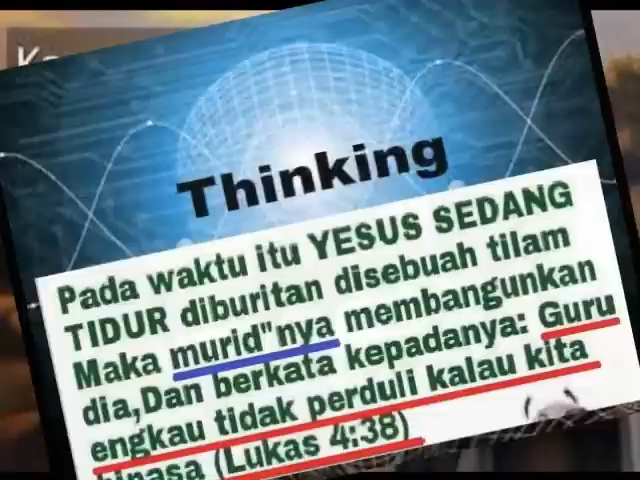 Thinking
Pada waktu itu YESUS SEDANG
TIDUR diburitan disebuah tilam
Maka murid"nya membangunkan
dia,Dan berkata kepadanya: Guru
engkau tidak perduli kalau kita
binasa (Lukas 4:38)